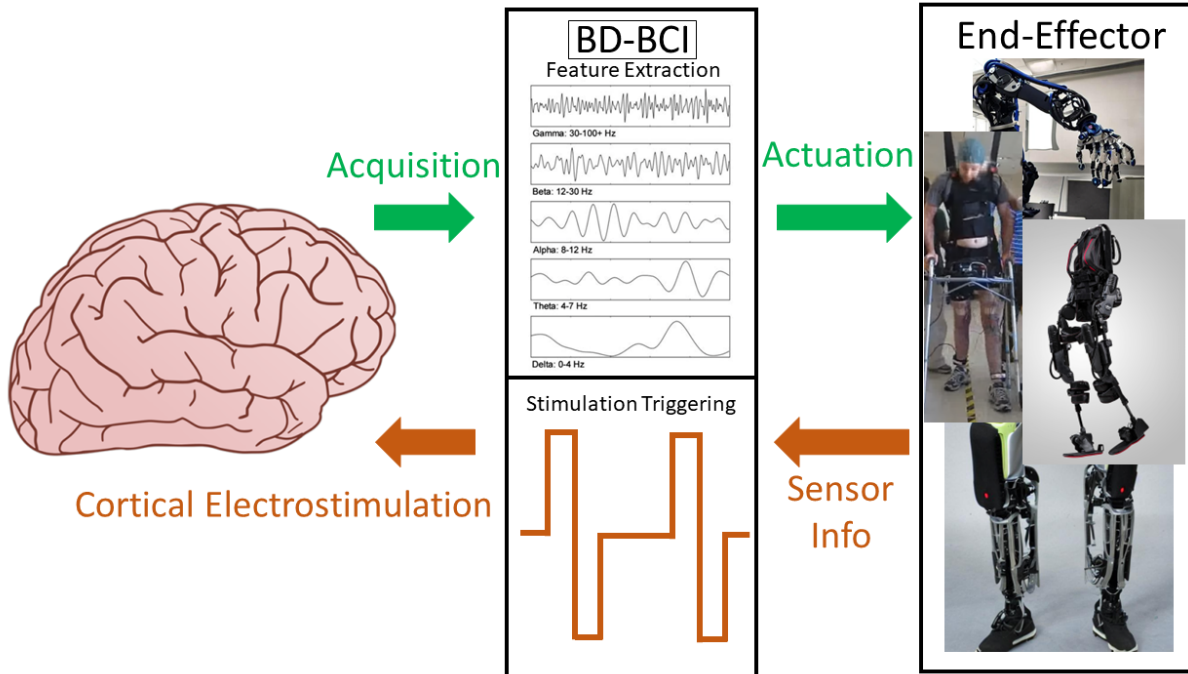 BD-BCI
Feature Extraction
Gamma: 30-100+ Hz
Beta: 12-30 Hz
Alpha: 8-12 Hz
Theta: 4-7 Hz
Delta: 0-4 Hz
Stimulation Triggering
Acquisition
Actuation
End-Effector
Cortical Electrostimulation
Sensor
Info